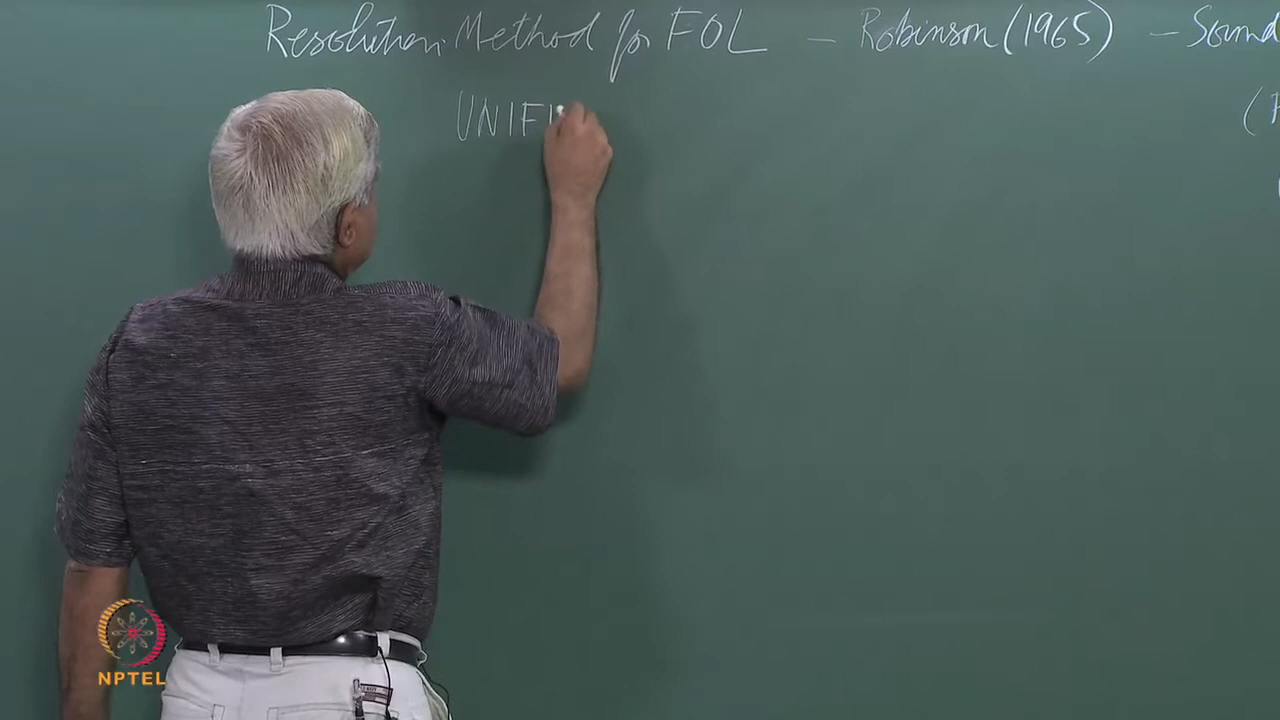 Resolution Method for FOL — Robinson (1965) — Sound
UNIFI
(
NPTEL